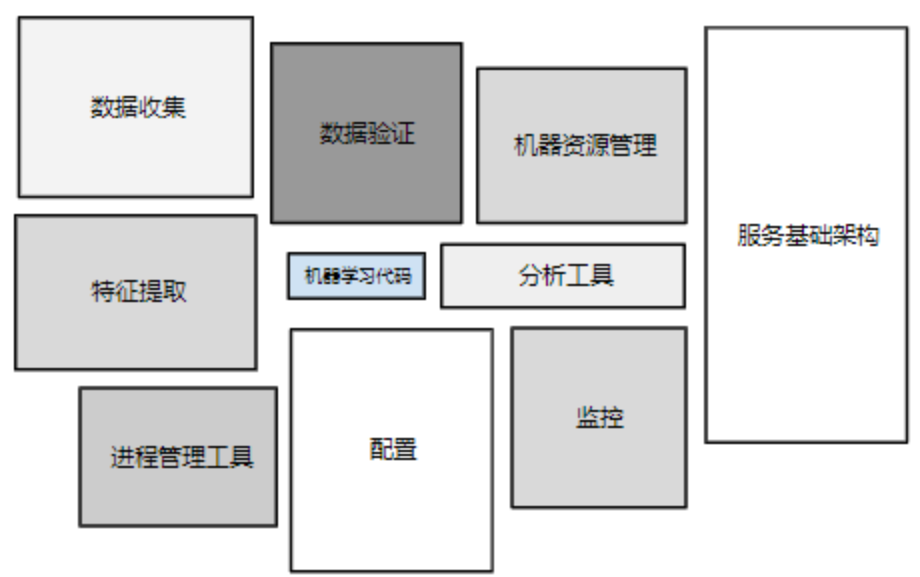 数据收集
数据验证
机器资源管理
服务基础架构
特征提取
机器学习代码
分析工具
进程管理工具
配置
监控